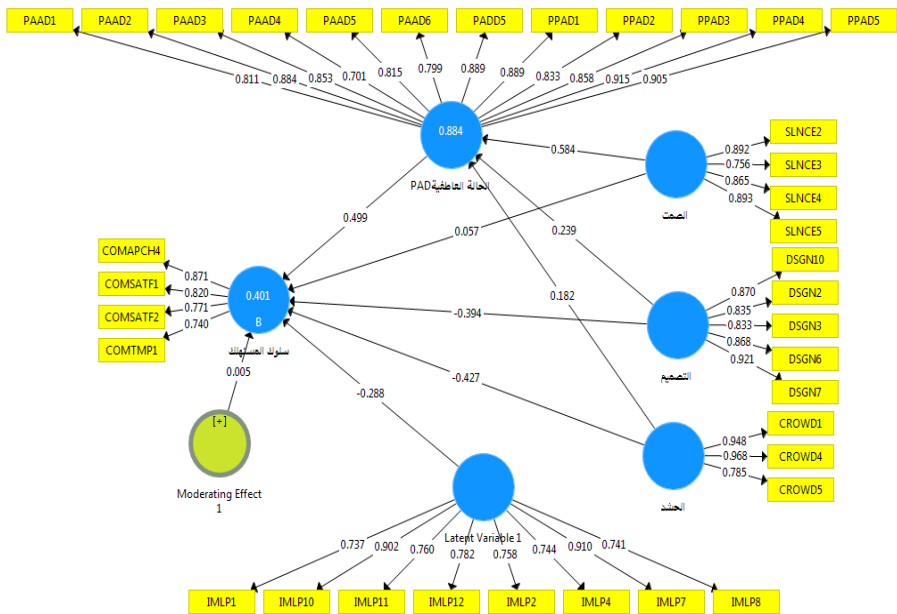 PAAD1 PAAD2 PAAD3 PAAD4 PAAD5 PAAD6 PADD5 PPAD1 PPAD2 PPAD3 PPAD4 PPAD5
0.811 0.884 0.853 0.701 0.815 0.799 0.889 0.889 0.833 0.858 0.915 0.905
0.884
الحالة العاطفيةPAD
0.584
الصمت
0.892
0.756
0.865
0.893
SLNCE2
SLNCE3
SLNCE4
SLNCE5
0.499
0.057
0.239
0.182
COMAPCH4
COMSATF1
COMSATF2
COMTMP1
0.871
0.820
0.771
0.740
0.401
B
سلوك المستهلك
-0.394
التصميم
0.870
0.835
0.833
0.868
0.921
DSGN10
DSGN2
DSGN3
DSGN6
DSGN7
0.005
-0.288
-0.427
[+]
Moderating Effect
1
الحشد
0.948
0.968
0.785
CROWD1
CROWD4
CROWD5
Latent Variable 1
0.737 0.902 0.760 0.782 0.758 0.744 0.910 0.741
IMLP1 IMLP10 IMLP11 IMLP12 IMLP2 IMLP4 IMLP7 IMLP8